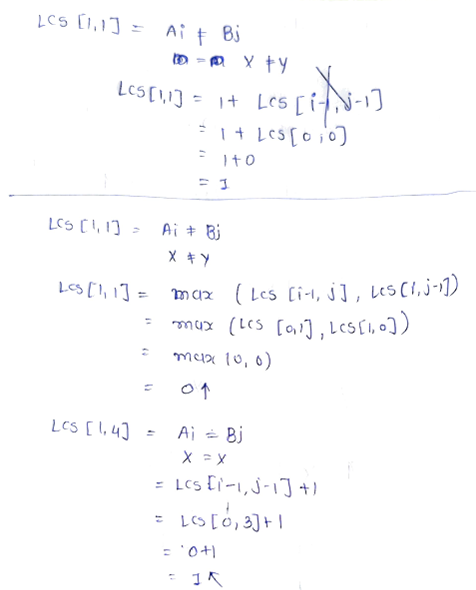 LCS [1,1] = Ai ≠ Bj
X ≠ Y
LCS[1,1] = 1 + LCS [i-1, j-1]
= 1 + LCS[0,0]
= 1+0
= 1
LCS [1,1] = Ai ≠ Bj
X ≠ Y
LCS[1,1] = max (LCS [i-1, j], LCS[i,j-1])
= max (LCS [0,1], LCS[1,0])
= max (0, 0)
= 0↑
LCS [1,4] = Ai = Bj
X = X
= LCS [i-1, j-1] +1
= LCS [0, 3]+1
= 0+1
= 1↖